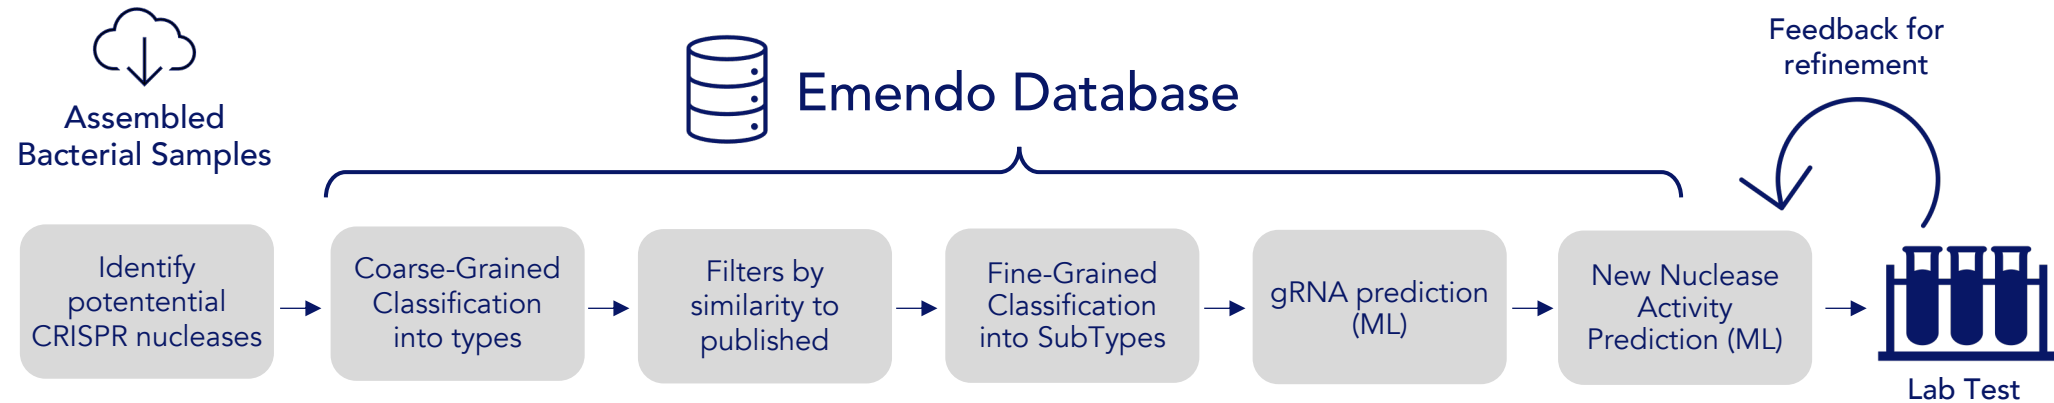 Assembled
Bacterial Samples
Emendo Database
Feedback for
refinement
Identify
potentential
CRISPR nucleases
Coarse-Grained
Classification
into types
Filters by
similarity to
published
Fine-Grained
Classification
into SubTypes
gRNA prediction
(ML)
New Nuclease
Activity
Prediction (ML)
Lab Test